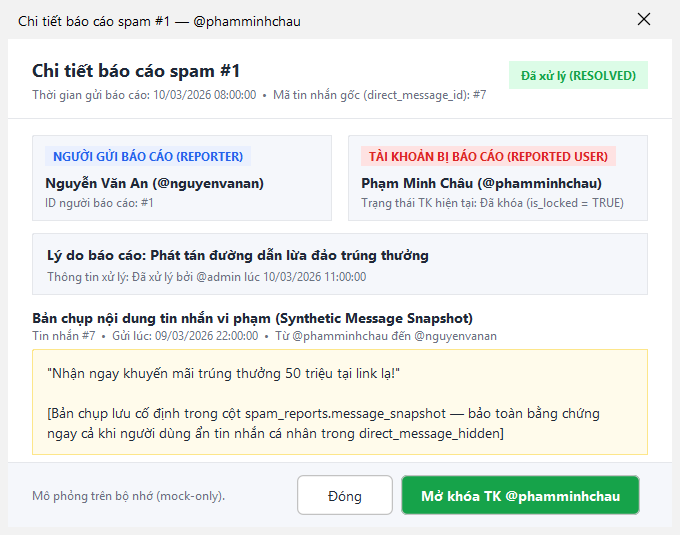 Chi tiết báo cáo spam #1 — @phamminhchau
Chi tiết báo cáo spam #1
Đã xử lý (RESOLVED)
Thời gian gửi báo cáo: 10/03/2026 08:00:00 • Mã tin nhắn gốc (direct_message_id): #7
NGƯỜI GỬI BÁO CÁO (REPORTER)
Nguyễn Văn An (@nguyenvanan)
ID người báo cáo: #1
TÀI KHOẢN BỊ BÁO CÁO (REPORTED USER)
Phạm Minh Châu (@phamminhchau)
Trạng thái TK hiện tại: Đã khóa (is_locked = TRUE)
Lý do báo cáo: Phát tán đường dẫn lừa đảo trúng thưởng
Thông tin xử lý: Đã xử lý bởi @admin lúc 10/03/2026 11:00:00
Bản chụp nội dung tin nhắn vi phạm (Synthetic Message Snapshot)
Tin nhắn #7 • Gửi lúc: 09/03/2026 22:00:00 • Từ @phamminhchau đến @nguyenvanan
"Nhận ngay khuyến mãi trúng thưởng 50 triệu tại link lạ!"
[Bản chụp lưu cố định trong cột spam_reports.message_snapshot — bảo toàn bằng chứng
ngay cả khi người dùng ẩn tin nhắn cá nhân trong direct_message_hidden]
Mô phỏng trên bộ nhớ (mock-only).
Đóng
Mở khóa TK @phamminhchau